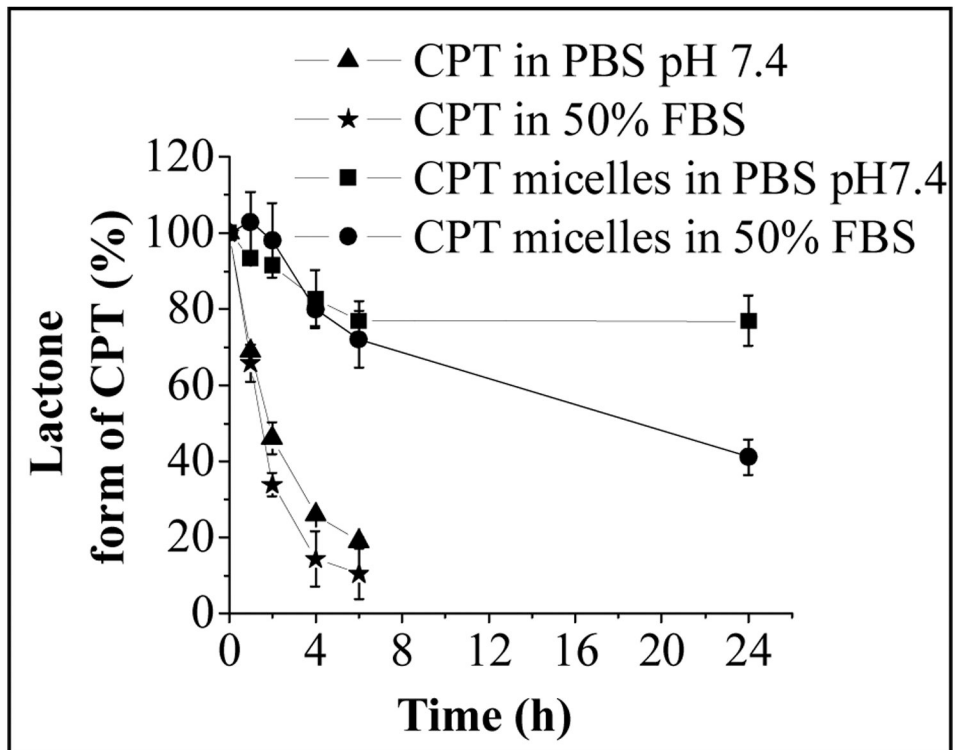 CPT in PBS pH 7.4
CPT in 50% FBS
CPT micelles in PBS pH7.4
CPT micelles in 50% FBS
Lactone
form of CPT (%)
120
100
80
60
40
20
0
0 4 8 12 16 20 24
Time (h)